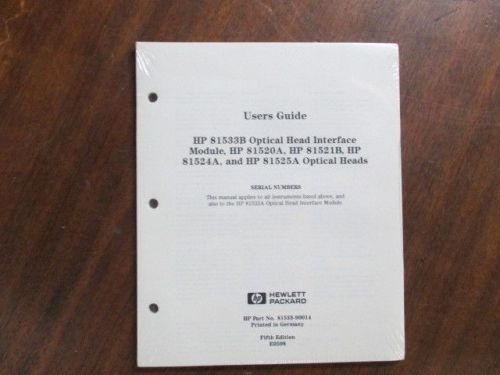 Users Guide
HP 81533B Optical Head Interface
Module, HP 81520A, HP 81521B, HP
81524A, and HP 81525A Optical Heads
SERIAL NUMBERS
This manual applies to all instruments listed above, and
also to the HP 81533A Optical Head Interface Module
hp HEWLETT
PACKARD
HP Part No. 81533-90014
Printed in Germany
Fifth Edition
E0598